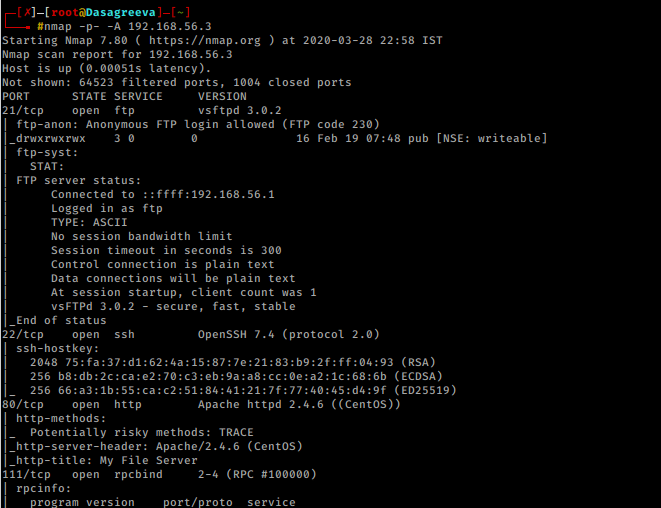 [✗]─[root@Dasagreeva]─[~]
#nmap -p- -A 192.168.56.3
Starting Nmap 7.80 ( https://nmap.org ) at 2020-03-28 22:58 IST
Nmap scan report for 192.168.56.3
Host is up (0.00051s latency).
Not shown: 64523 filtered ports, 1004 closed ports
PORT STATE SERVICE VERSION
21/tcp open ftp vsftpd 3.0.2
| ftp-anon: Anonymous FTP login allowed (FTP code 230)
|_drwxrwxrwx 3 0 0 16 Feb 19 07:48 pub [NSE: writeable]
| ftp-syst:
| STAT:
| FTP server status:
| Connected to ::ffff:192.168.56.1
| Logged in as ftp
| TYPE: ASCII
| No session bandwidth limit
| Session timeout in seconds is 300
| Control connection is plain text
| Data connections will be plain text
| At session startup, client count was 1
| vsFTPd 3.0.2 - secure, fast, stable
|_End of status
22/tcp open ssh OpenSSH 7.4 (protocol 2.0)
| ssh-hostkey:
| 2048 75:fa:37:d1:62:4a:15:87:7e:21:83:b9:2f:ff:04:93 (RSA)
| 256 b8:db:2c:ca:e2:70:c3:eb:9a:a8:cc:0e:a2:1c:68:6b (ECDSA)
|_ 256 66:a3:1b:55:ca:c2:51:84:41:21:7f:77:40:45:d4:9f (ED25519)
80/tcp open http Apache httpd 2.4.6 ((CentOS))
| http-methods:
|_ Potentially risky methods: TRACE
|_http-server-header: Apache/2.4.6 (CentOS)
|_http-title: My File Server
111/tcp open rpcbind 2-4 (RPC #100000)
| rpcinfo:
| program version port/proto service